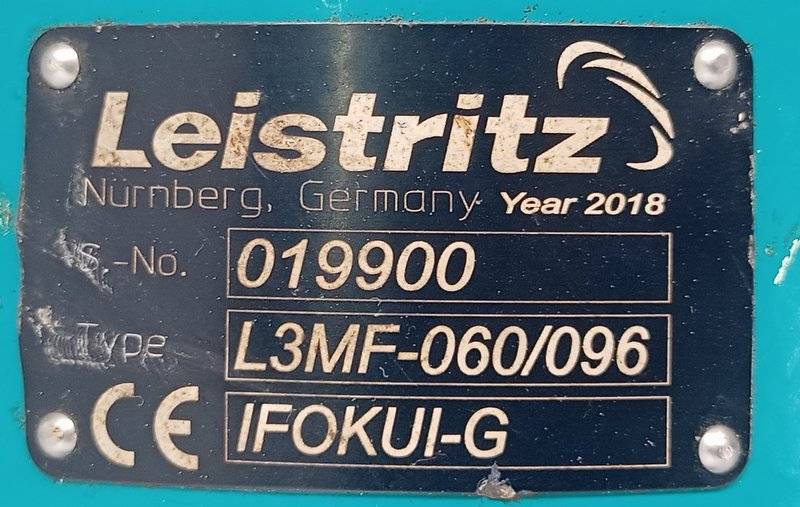 Leistritz
Nürnberg, Germany Year 2018
S.-No. 019900
Type L3MF-060/096
CE IFOKUI-G